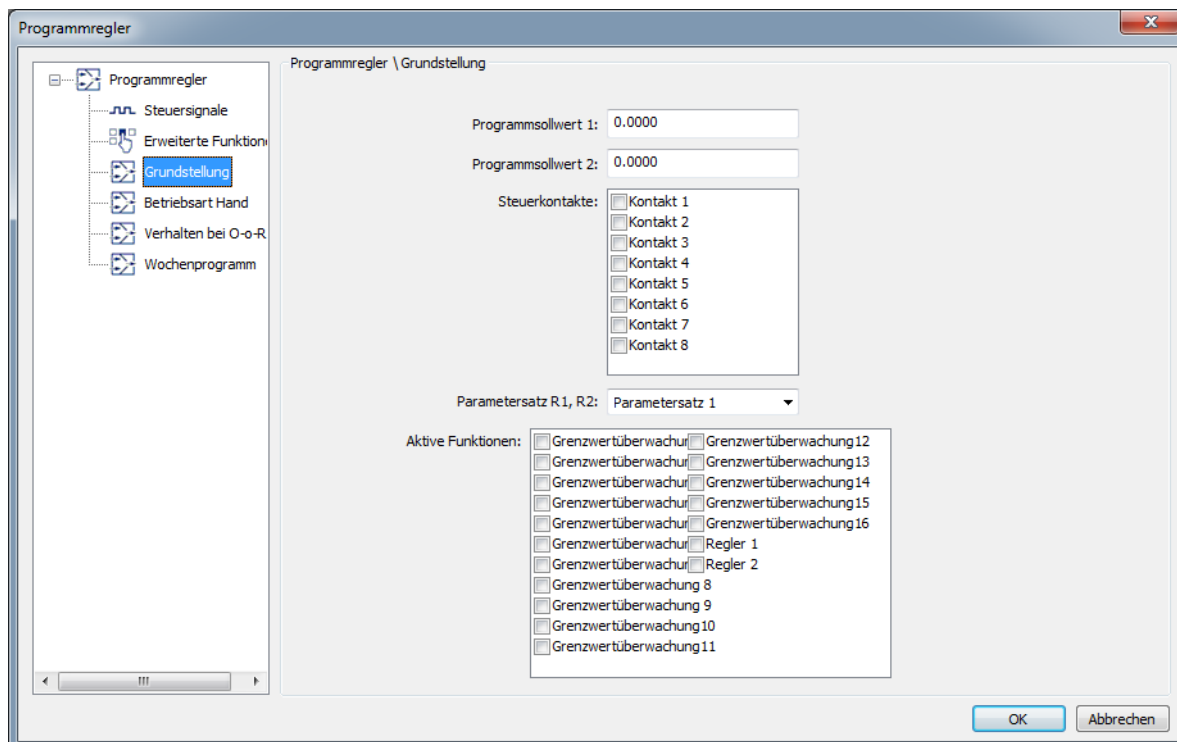 Programmregler
Programmregler
Steuersignale
Erweiterte Funktion
Grundstellung
Betriebsart Hand
Verhalten bei O-o-R
Wochenprogramm
Programmregler \ Grundstellung
Programmsollwert 1: 0.0000
Programmsollwert 2: 0.0000
Steuerkontakte:
Kontakt 1
Kontakt 2
Kontakt 3
Kontakt 4
Kontakt 5
Kontakt 6
Kontakt 7
Kontakt 8
Parametersatz R1, R2: Parametersatz 1
Aktive Funktionen:
Grenzwertüberwachun Grenzwertüberwachung12
Grenzwertüberwachun Grenzwertüberwachung13
Grenzwertüberwachun Grenzwertüberwachung14
Grenzwertüberwachun Grenzwertüberwachung15
Grenzwertüberwachun Grenzwertüberwachung16
Grenzwertüberwachun Regler 1
Grenzwertüberwachun Regler 2
Grenzwertüberwachung 8
Grenzwertüberwachung 9
Grenzwertüberwachung10
Grenzwertüberwachung11
OK Abbrechen